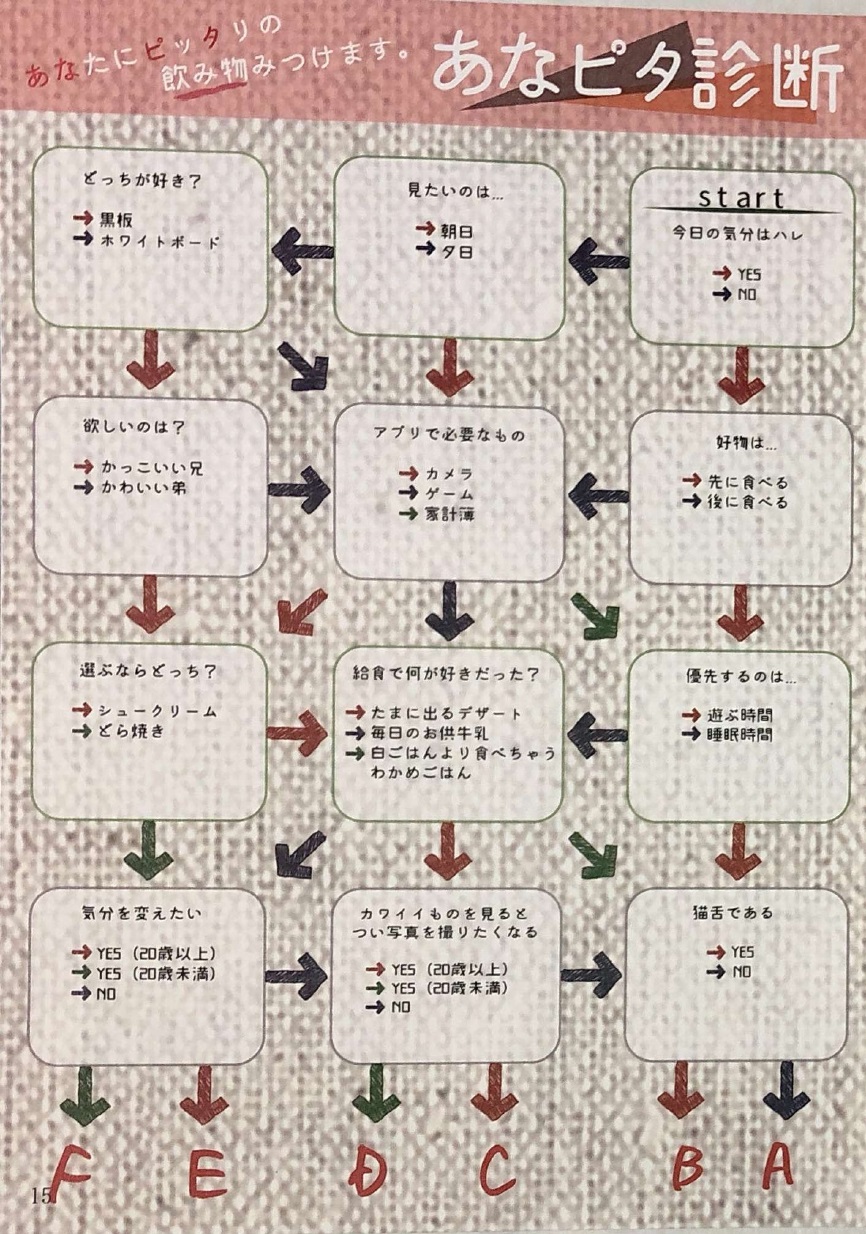 あなたにピッタリの
飲み物みつけます。
あなピタ診断
start
今日の気分はハレ
YES
NO
見たいのは…
朝日
夕日
どっちが好き?
黒板
ホワイトボード
好物は…
先に食べる
後に食べる
アプリで必要なもの
カメラ
ゲーム
家計簿
欲しいのは?
かっこいい兄
かわいい弟
優先するのは…
遊ぶ時間
睡眠時間
給食で何が好きだった?
たまに出るデザート
毎日のお供牛乳
白ごはんより食べちゃう
わかめごはん
選ぶならどっち?
シュークリーム
どら焼き
猫舌である
YES
NO
カワイイものを見ると
つい写真を撮りたくなる
YES(20歳以上)
YES(20歳未満)
NO
気分を変えたい
YES(20歳以上)
YES(20歳未満)
NO
F E D C B A
15